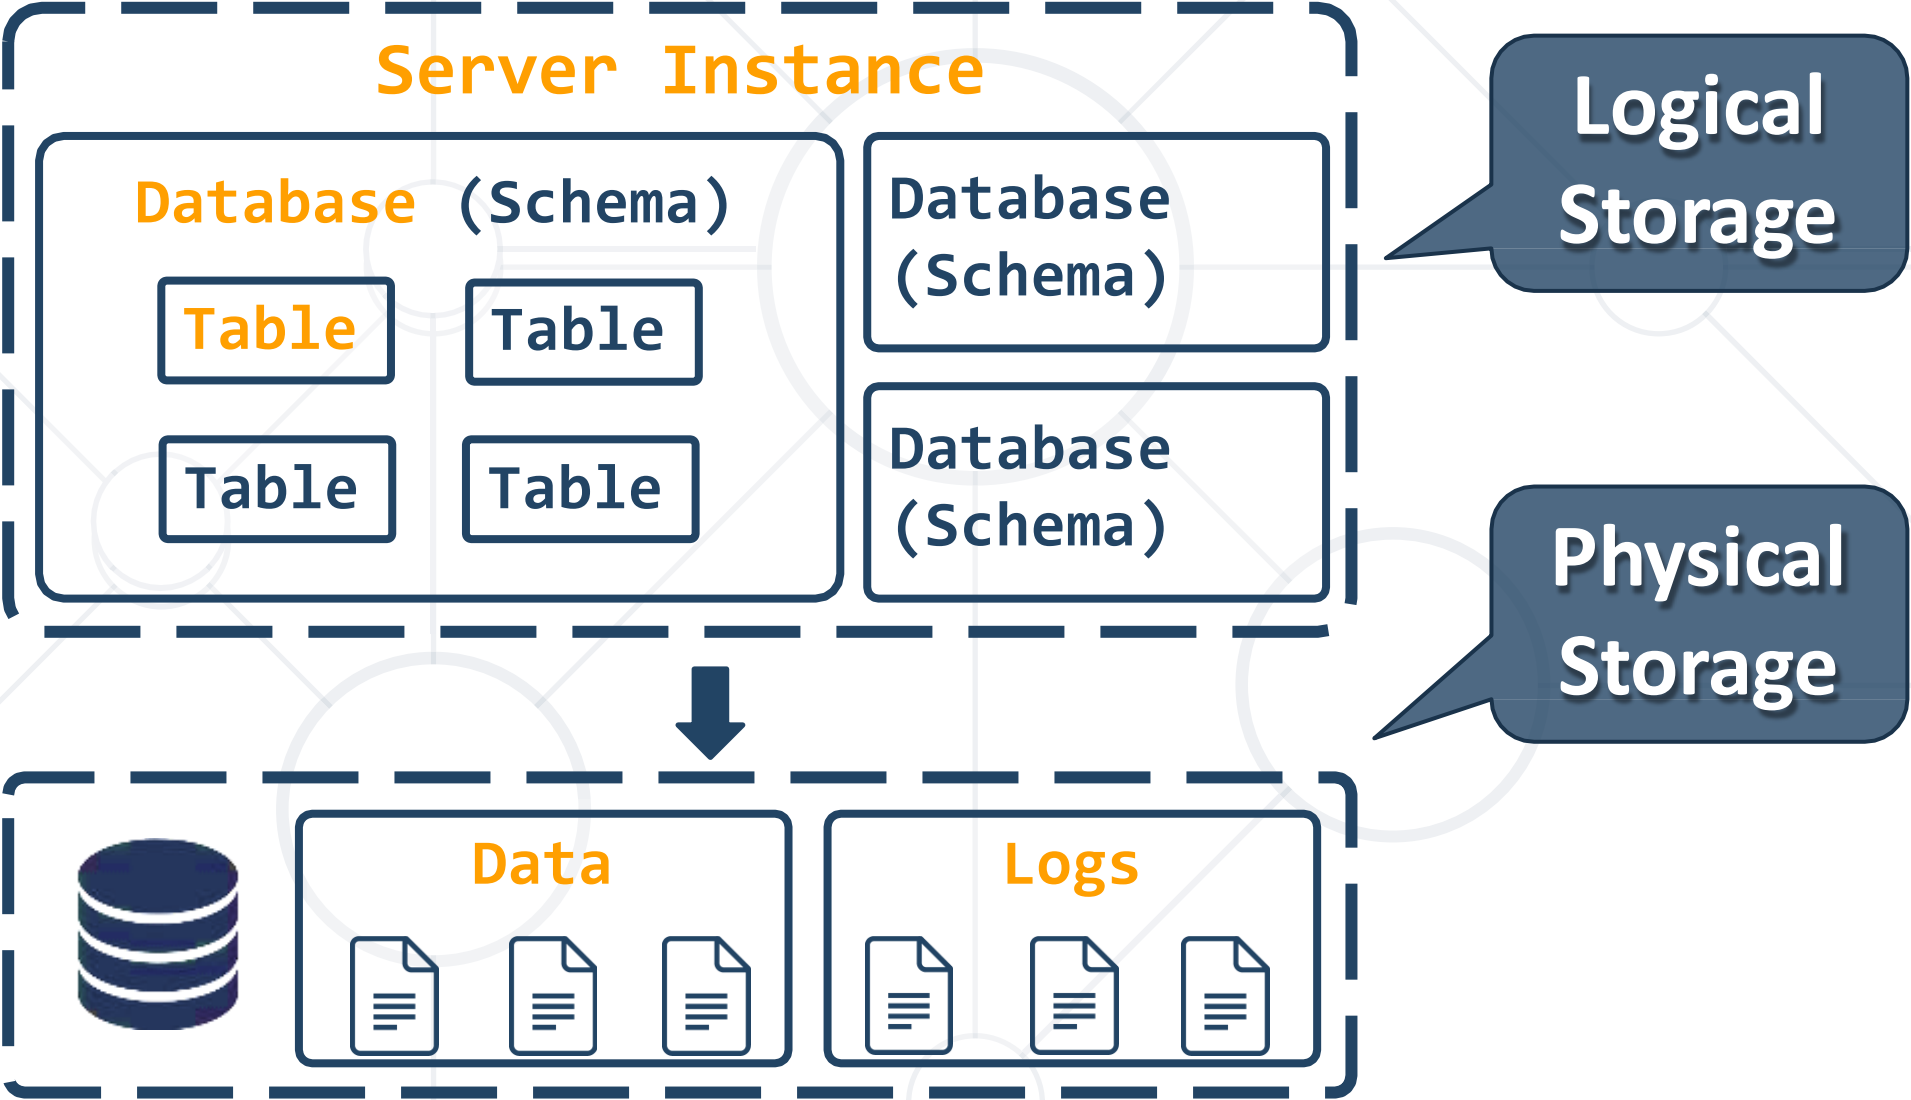 Server Instance
Database (Schema)
Table
Table
Table
Table
Database
(Schema)
Database
(Schema)
Logical
Storage
Physical
Storage
Data
Logs